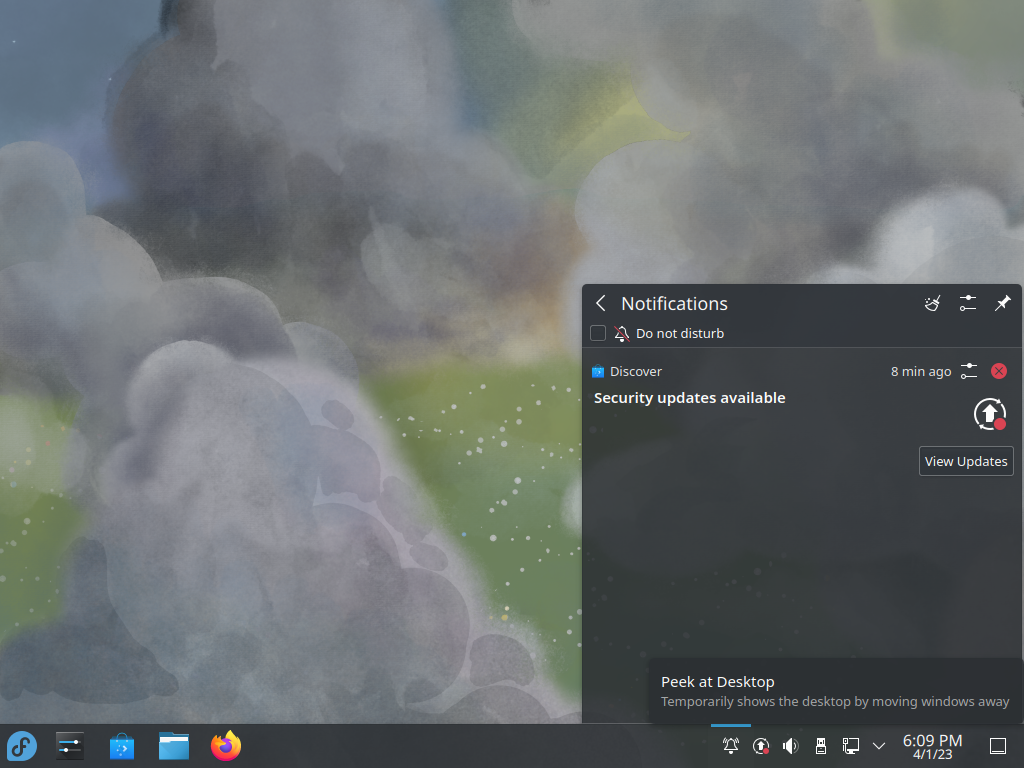 Notifications
Do not disturb
Discover 8 min ago
Security updates available
View Updates
Peek at Desktop
Temporarily shows the desktop by moving windows away
6:09 PM
4/1/23